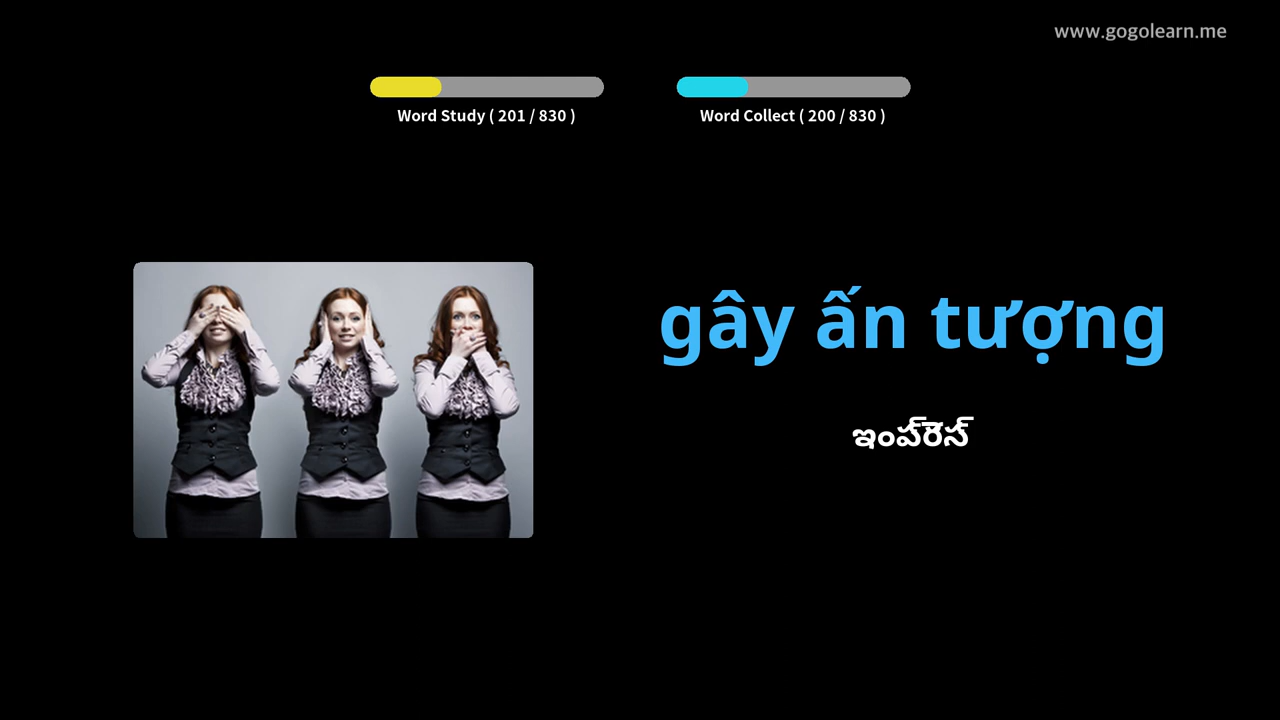 www.gogolearn.me
Word Study ( 201 / 830 )
Word Collect ( 200 / 830 )
gây ấn tượng
ఇంప్‌రెస్